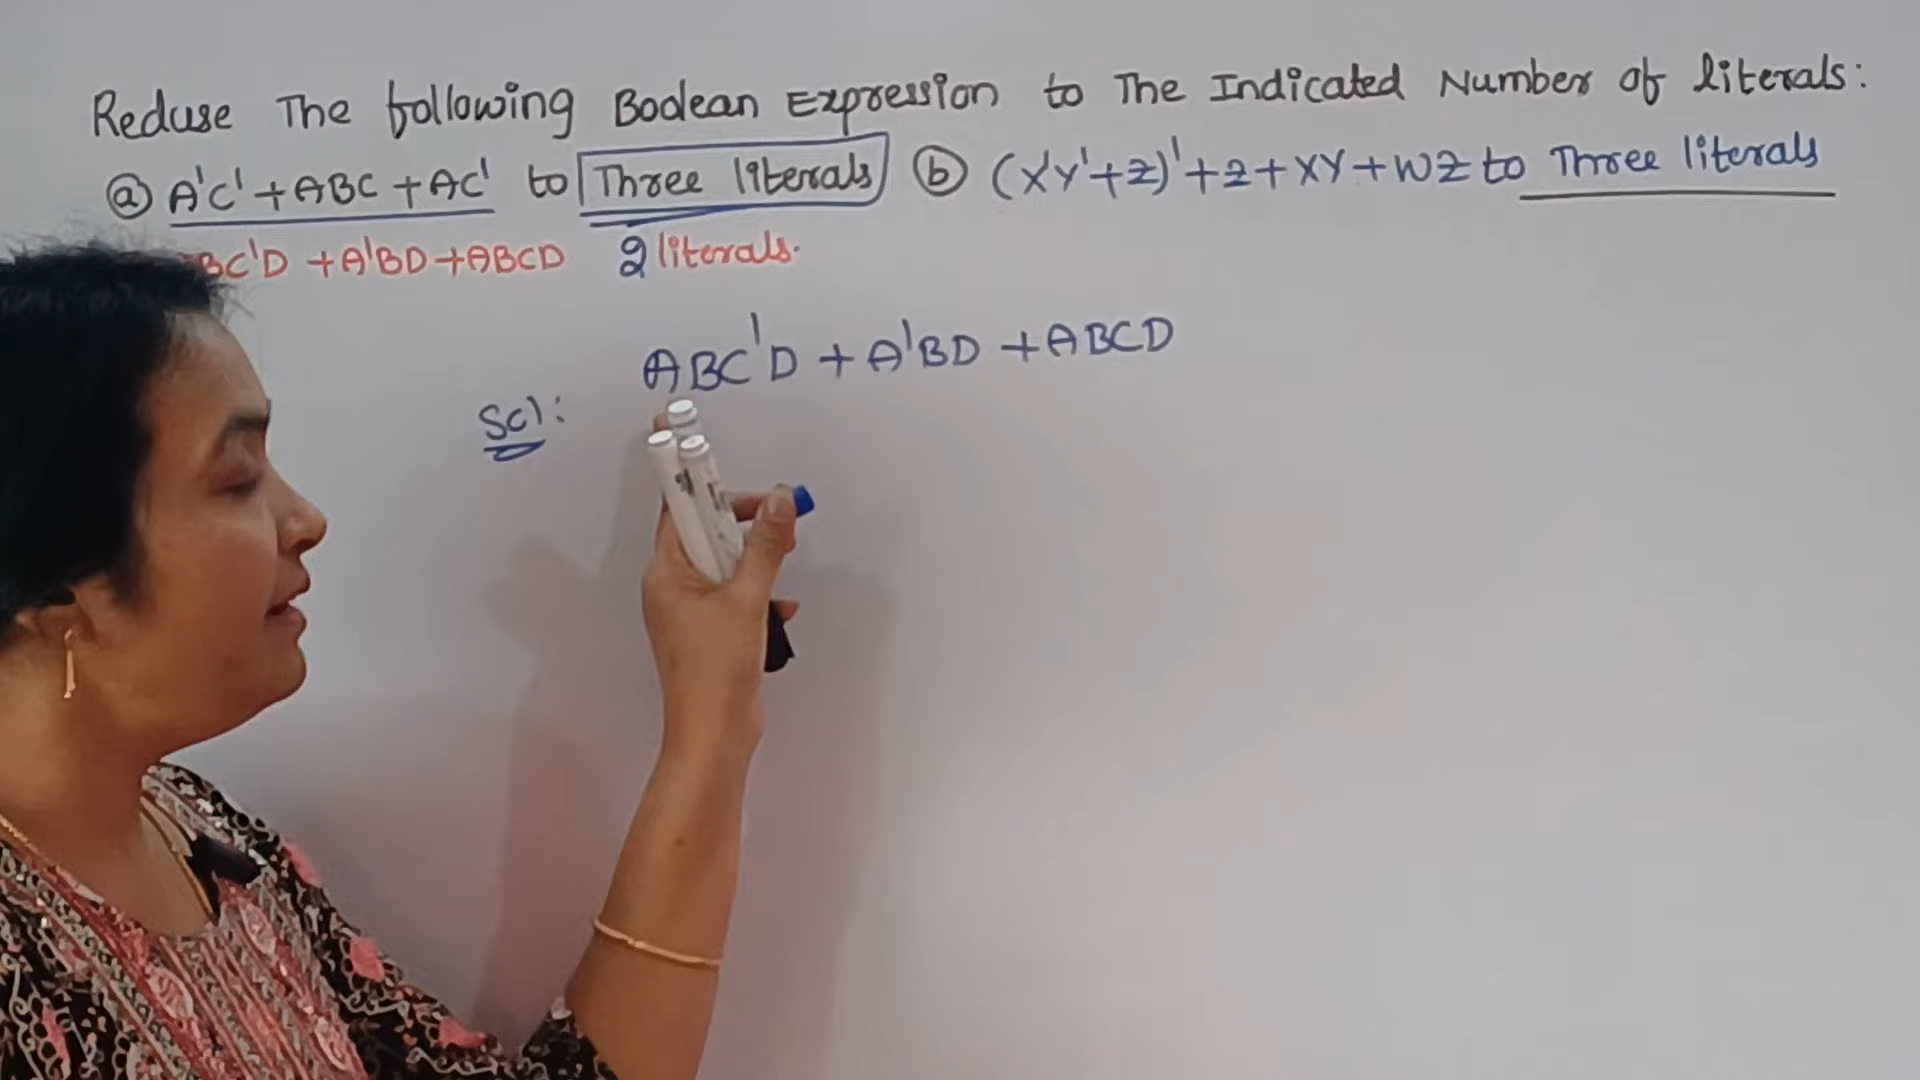 Reduse The following Boolean Expression to The Indicated Number of literals:
ⓐ A'C' + ABC + AC' to Three literals ⓑ (X'Y'+Z)'+Z+XY+WZ to Three literals
BC'D + A'BD + ABCD 2 literals.
ABC'D + A'BD + ABCD
Sol: